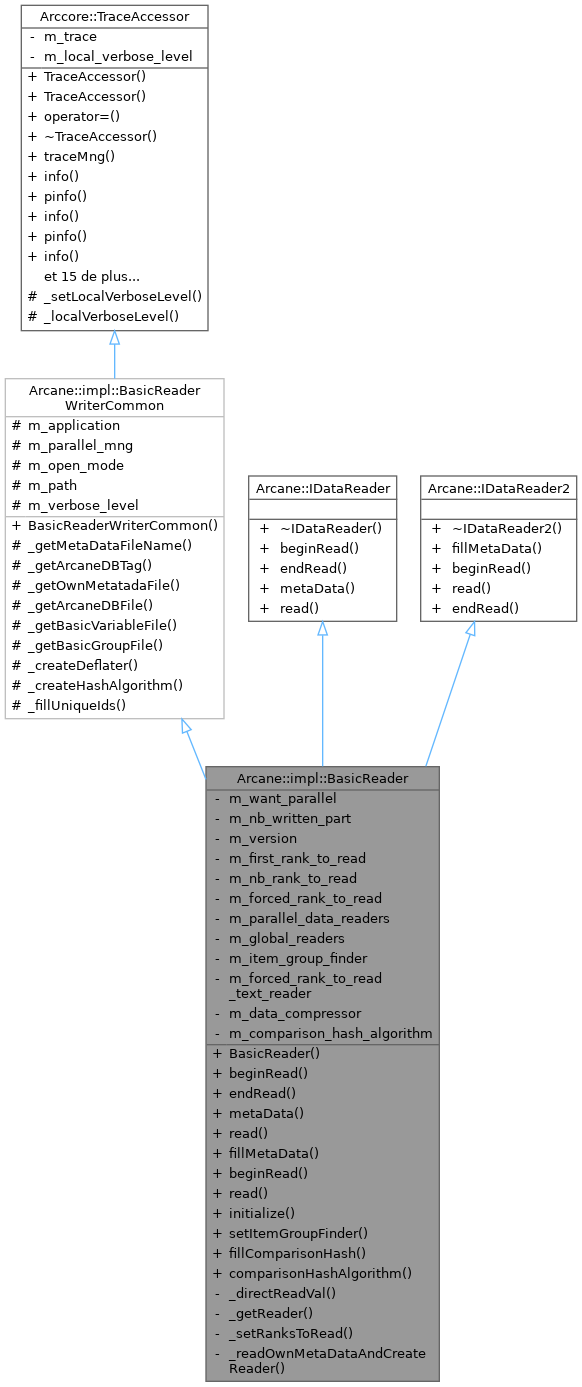 Arccore::TraceAccessor
- m_trace
- m_local_verbose_level
+ TraceAccessor()
+ TraceAccessor()
+ operator=()
+ ~TraceAccessor()
+ traceMng()
+ info()
+ pinfo()
+ info()
+ pinfo()
+ info()
et 15 de plus...
# _setLocalVerboseLevel()
# _localVerboseLevel()
Arcane::impl::BasicReader
WriterCommon
# m_application
# m_parallel_mng
# m_open_mode
# m_path
# m_verbose_level
+ BasicReaderWriterCommon()
# _getMetaDataFileName()
# _getArcaneDBTag()
# _getOwnMetatadaFile()
# _getArcaneDBFile()
# _getBasicVariableFile()
# _getBasicGroupFile()
# _createDeflater()
# _createHashAlgorithm()
# _fillUniqueIds()
Arcane::IDataReader
+ ~IDataReader()
+ beginRead()
+ endRead()
+ metaData()
+ read()
Arcane::IDataReader2
+ ~IDataReader2()
+ fillMetaData()
+ beginRead()
+ read()
+ endRead()
Arcane::impl::BasicReader
- m_want_parallel
- m_nb_written_part
- m_version
- m_first_rank_to_read
- m_nb_rank_to_read
- m_forced_rank_to_read
- m_parallel_data_readers
- m_global_readers
- m_item_group_finder
- m_forced_rank_to_read
_text_reader
- m_data_compressor
- m_comparison_hash_algorithm
+ BasicReader()
+ beginRead()
+ endRead()
+ metaData()
+ read()
+ fillMetaData()
+ beginRead()
+ read()
+ initialize()
+ setItemGroupFinder()
+ fillComparisonHash()
+ comparisonHashAlgorithm()
- _directReadVal()
- _getReader()
- _setRanksToRead()
- _readOwnMetaDataAndCreate
Reader()